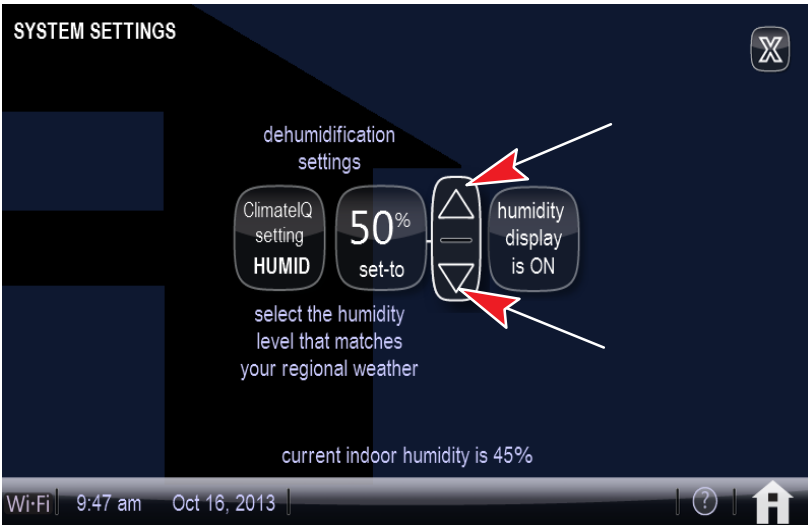 SYSTEM SETTINGS
X
dehumidification
settings
ClimateIQ
setting
HUMID
50%
set-to
humidity
display
is ON
select the humidity
level that matches
your regional weather
current indoor humidity is 45%
Wi·Fi 9:47 am Oct 16, 2013 ?